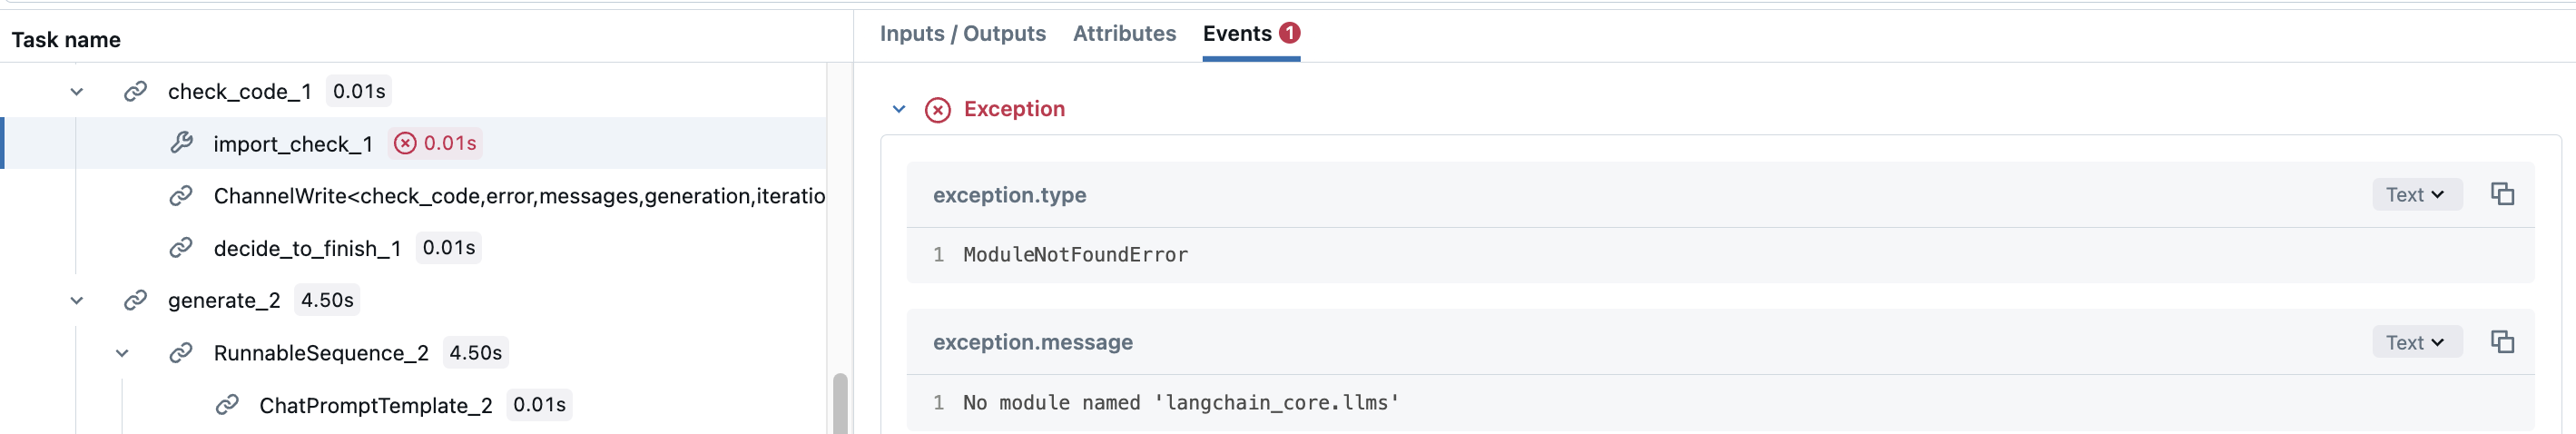 Task name
check_code_1 0.01s
import_check_1 0.01s
ChannelWrite<check_code,error,messages,generation,iteratio
decide_to_finish_1 0.01s
generate_2 4.50s
RunnableSequence_2 4.50s
ChatPromptTemplate_2 0.01s
Inputs / Outputs Attributes Events 1
Exception
exception.type Text
1 ModuleNotFoundError
exception.message Text
1 No module named 'langchain_core.llms'